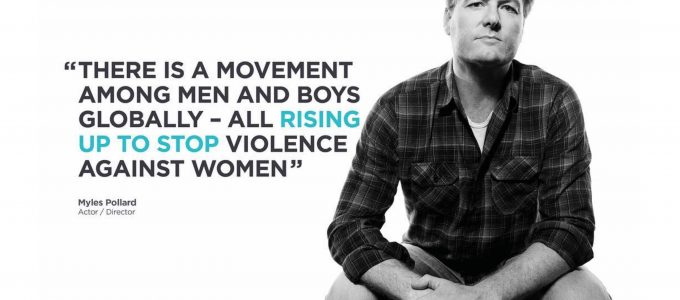 “THERE IS A MOVEMENT
AMONG MEN AND BOYS
GLOBALLY – ALL RISING
UP TO STOP VIOLENCE
AGAINST WOMEN”
Myles Pollard
Actor / Director